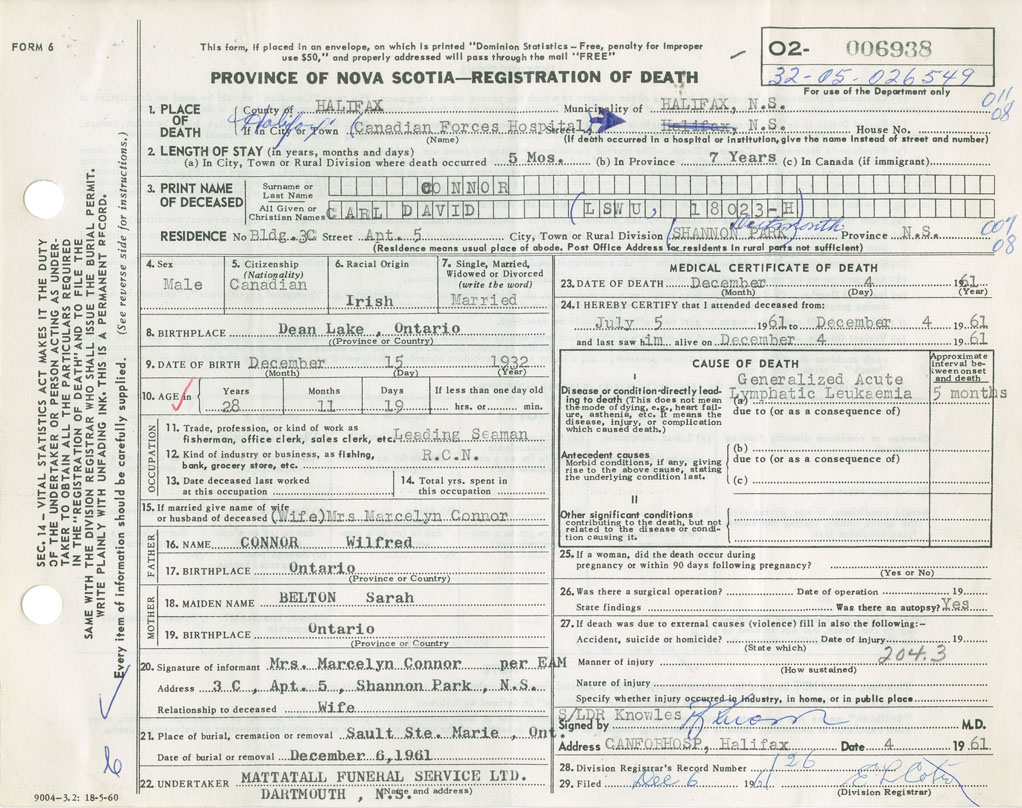 FORM 6
This form, if placed in an envelope, on which is printed "Dominion Statistics – Free, penalty for improper
use $50," and properly addressed will pass through the mail "FREE"
PROVINCE OF NOVA SCOTIA—REGISTRATION OF DEATH
O2- 006938
32-05-026549
For use of the Department only
011
08
1. PLACE OF DEATH
County of HALIFAX Municipality of HALIFAX, N.S.
Halifax
If in City or Town (Canadian Forces Hospital) Street Halifax, N.S. House No.
(Name) (If death occurred in a hospital or institution, give the name instead of street and number)
2. LENGTH OF STAY (in years, months and days)
(a) In City, Town or Rural Division where death occurred 5 Mos. (b) In Province 7 Years (c) In Canada (if immigrant)
3. PRINT NAME OF DECEASED
Surname or Last Name CONNOR
All Given or Christian Names CARL DAVID (LSWU, 18023-H)
Dartmouth
RESIDENCE No Bldg. 3C Street Apt. 5 City, Town or Rural Division (SHANNON PARK) Province N.S.
007
08
(Residence means usual place of abode. Post Office Address for residents in rural parts not sufficient)
4. Sex
Male
5. Citizenship (Nationality)
Canadian
6. Racial Origin
Irish
7. Single, Married, Widowed or Divorced (write the word)
Married
8. BIRTHPLACE Dean Lake, Ontario
((Province or Country)
9. DATE OF BIRTH December 15 1932
(Month) (Day) (Year)
10. AGE in Years Months Days If less than one day old
28 11 19 hrs. or min.
OCCUPATION
11. Trade, profession, or kind of work as
fisherman, office clerk, sales clerk, etc. Leading Seaman
12. Kind of industry or business, as fishing,
bank, grocery store, etc. R.C.N.
13. Date deceased last worked
at this occupation
14. Total yrs. spent in
this occupation
15. If married give name of wife
or husband of deceased (Wife) Mrs Marcelyn Connor
FATHER
16. NAME CONNOR Wilfred
17. BIRTHPLACE Ontario
(Province or Country)
MOTHER
18. MAIDEN NAME BELTON Sarah
19. BIRTHPLACE Ontario
(Province or Country
20. Signature of informant Mrs. Marcelyn Connor per EAM
Address 3 C, Apt. 5, Shannon Park, N.S.
Relationship to deceased Wife
21. Place of burial, cremation or removal Sault Ste. Marie, Ont.
Date of burial or removal December 6,1961
22. UNDERTAKER MATTATALL FUNERAL SERVICE LTD.
DARTMOUTH, N.S.
(Name and address)
MEDICAL CERTIFICATE OF DEATH
23. DATE OF DEATH December 4 1961
(Month) (Day) (Year)
24. I HEREBY CERTIFY that I attended deceased from:
July 5 1961 to December 4 1961
and last saw him alive on December 4 1961
CAUSE OF DEATH
Approximate interval between onset and death
I
Disease or condition directly leading to death (This does not mean the mode of dying, e.g., heart failure, asthenia, etc. it means the disease, injury, or complication which caused death.
(a) Generalized Acute Lymphatic Leukaemia 5 months
due to (or as a consequence of)
Antecedent causes
Morbid conditions, if any, giving rise to the above cause, stating the underlying condition last.
(b)
due to (or as a consequence of)
(c)
II
Other significant conditions
contributing to the death, but not related to the disease or condition causing it.
25. If a woman, did the death occur during
pregnancy or within 90 days following pregnancy?
(Yes or No)
26. Was there a surgical operation? Date of operation 19
State findings Was there an autopsy? Yes
27. If death was due to external causes (violence) fill in also the following:–
Accident, suicide or homicide? Date of injury 19
(State which)
204.3
Manner of injury
(How sustained)
Nature of injury
Specify whether injury occurred in industry, in home, or in public place
S/LDR Knowles
Signed by M.D.
Address CANFORHOSP, Halifax Date 4 1961
28. Division Registrar's Record Number 126
29. Filed Dec 6 1961
(Division Registrar)
SEC. 14 – VITAL STATISTICS ACT MAKES IT THE DUTY
OF THE UNDERTAKER OR PERSON ACTING AS UNDER-
TAKER TO OBTAIN ALL THE PARTICULARS REQUIRED
IN THE "REGISTRATION OF DEATH" AND TO FILE THE
SAME WITH THE DIVISION REGISTRAR WHO SHALL ISSUE THE BURIAL PERMIT.
WRITE PLAINLY WITH UNFADING INK. THIS IS A PERMANENT RECORD.
Every item of information should be carefully supplied. (See reverse side for instructions.)
9004-3.2: 18-5-60